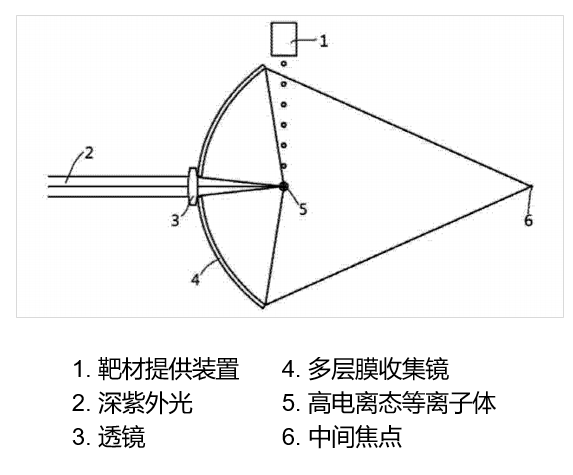 1
2
3
5
6
4
1. 靶材提供装置
4. 多层膜收集镜
2. 深紫外光
5. 高电离态等离子体
3. 透镜
6. 中间焦点